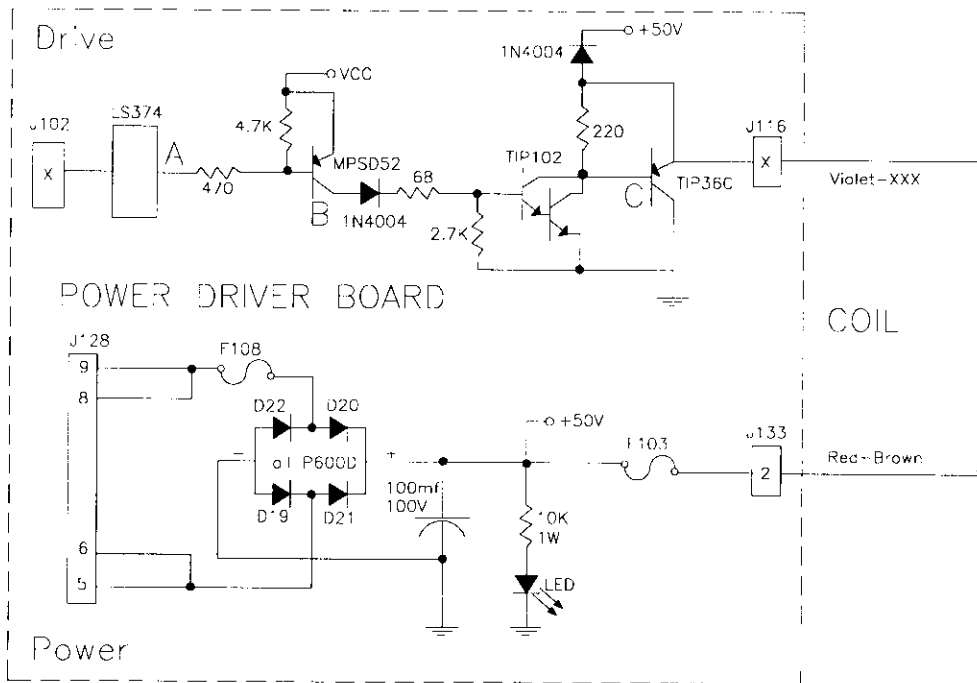 Drive
+50V
1N4004
VCC
J102
LS374
4.7K
220
J116
A
MPSD52
TIP102
X
470
68
C
TIP36C
X
B
1N4004
2.7K
Violet-XXX
POWER DRIVER BOARD
COIL
J128
F108
9
8
D22
D20
+50V
-
al P600D
+
F103
J133
Red-Brown
2
100mf
100V
D19
D21
10K
1W
6
5
LED
Power